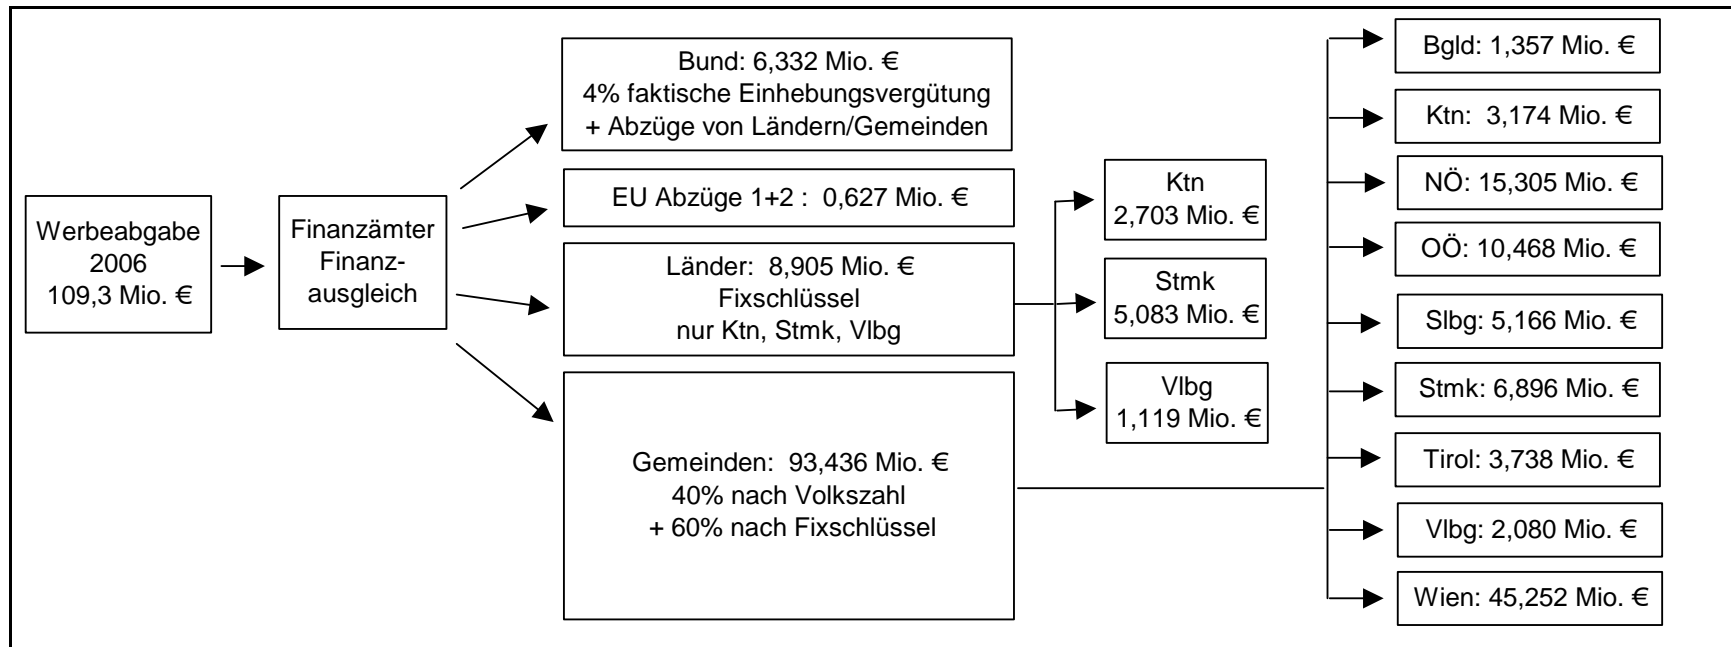 Werbeabgabe
2006
109,3 Mio. €
Finanzämter
Finanz-
ausgleich
Bund: 6,332 Mio. €
4% faktische Einhebungsvergütung
+ Abzüge von Ländern/Gemeinden
EU Abzüge 1+2 : 0,627 Mio. €
Länder: 8,905 Mio. €
Fixschlüssel
nur Ktn, Stmk, Vlbg
Gemeinden: 93,436 Mio. €
40% nach Volkszahl
+ 60% nach Fixschlüssel
Ktn
2,703 Mio. €
Stmk
5,083 Mio. €
Vlbg
1,119 Mio. €
Bgld: 1,357 Mio. €
Ktn: 3,174 Mio. €
NÖ: 15,305 Mio. €
OÖ: 10,468 Mio. €
Slbg: 5,166 Mio. €
Stmk: 6,896 Mio. €
Tirol: 3,738 Mio. €
Vlbg: 2,080 Mio. €
Wien: 45,252 Mio. €